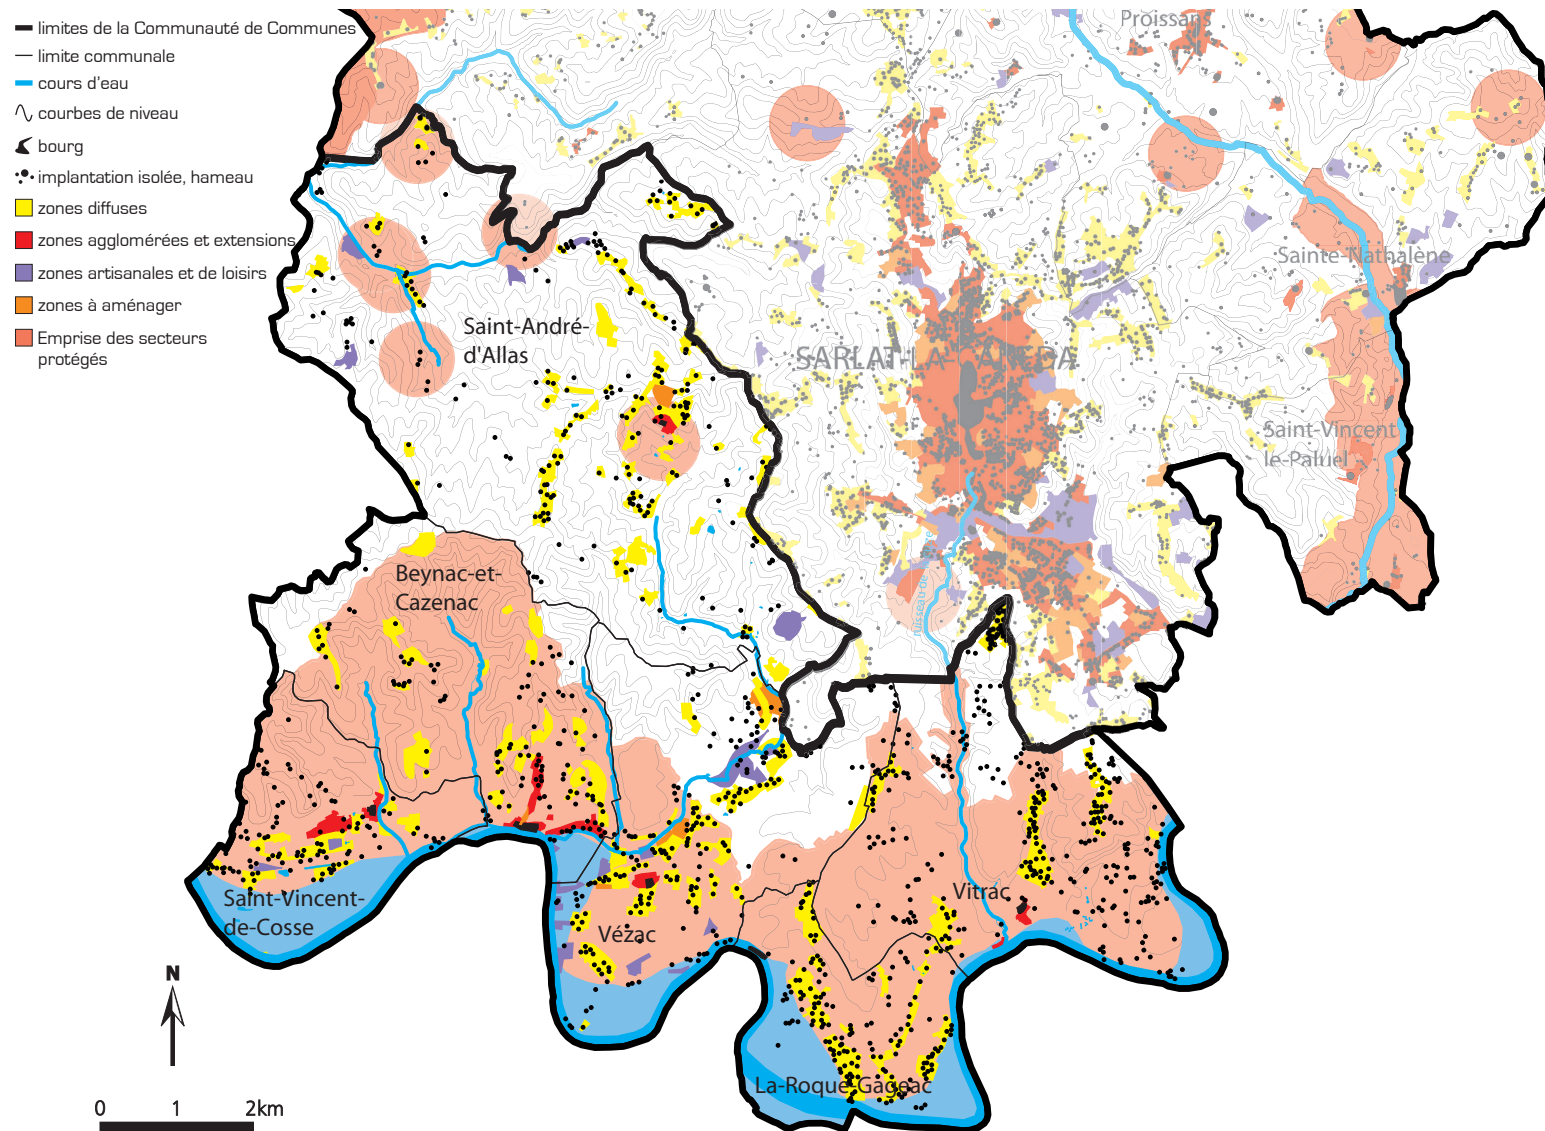 limites de la Communauté de Communes
limite communale
cours d'eau
courbes de niveau
bourg
implantation isolée, hameau
zones diffuses
zones agglomérées et extensions
zones artisanales et de loisirs
zones à aménager
Emprise des secteurs
protégés
Proissans
Sainte-Nathalène
Saint-André-
d'Allas
SARLAT-LA-CANEDA
Saint-Vincent
le-Paluel
Beynac-et-
Cazenac
ruisseau de
Vitrac
Saint-Vincent-
de-Cosse
Vézac
La-Roque-Gageac
N
0 1 2km